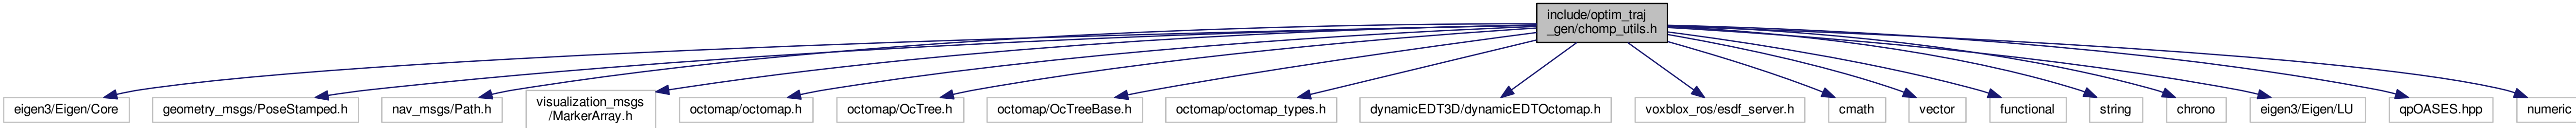 include/optim_traj
_gen/chomp_utils.h
eigen3/Eigen/Core
geometry_msgs/PoseStamped.h
nav_msgs/Path.h
visualization_msgs
/MarkerArray.h
octomap/octomap.h
octomap/OcTree.h
octomap/OcTreeBase.h
octomap/octomap_types.h
dynamicEDT3D/dynamicEDTOctomap.h
voxblox_ros/esdf_server.h
cmath
vector
functional
string
chrono
eigen3/Eigen/LU
qpOASES.hpp
numeric